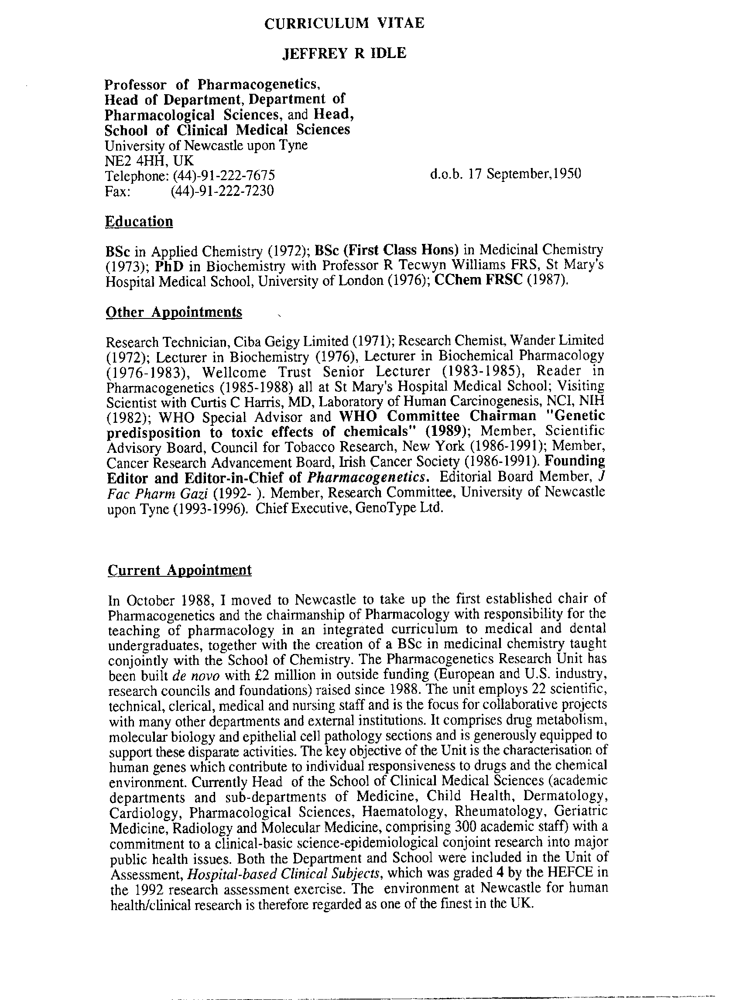 CURRICULUM VITAE
JEFFREY R IDLE
Professor of Pharmacogenetics,
Head of Department, Department of
Pharmacological Sciences, and Head,
School of Clinical Medical Sciences
University of Newcastle upon Tyne
NE2 4HH, UK
Telephone: (44)-91-222-7675 d.o.b. 17 September,1950
Fax: (44)-91-222-7230
Education
BSc in Applied Chemistry (1972); BSc (First Class Hons) in Medicinal Chemistry
(1973); PhD in Biochemistry with Professor R Tecwyn Williams FRS, St Mary's
Hospital Medical School, University of London (1976); CChem FRSC (1987).
Other Appointments
Research Technician, Ciba Geigy Limited (1971); Research Chemist, Wander Limited
(1972); Lecturer in Biochemistry (1976), Lecturer in Biochemical Pharmacology
(1976-1983), Wellcome Trust Senior Lecturer (1983-1985), Reader in
Pharmacogenetics (1985-1988) all at St Mary's Hospital Medical School; Visiting
Scientist with Curtis C Harris, MD, Laboratory of Human Carcinogenesis, NCI, NIH
(1982); WHO Special Advisor and WHO Committee Chairman "Genetic
predisposition to toxic effects of chemicals" (1989); Member, Scientific
Advisory Board, Council for Tobacco Research, New York (1986-1991); Member,
Cancer Research Advancement Board, Irish Cancer Society (1986-1991). Founding
Editor and Editor-in-Chief of Pharmacogenetics. Editorial Board Member, J
Fac Pharm Gazi (1992- ). Member, Research Committee, University of Newcastle
upon Tyne (1993-1996). Chief Executive, GenoType Ltd.
Current Appointment
In October 1988, I moved to Newcastle to take up the first established chair of
Pharmacogenetics and the chairmanship of Pharmacology with responsibility for the
teaching of pharmacology in an integrated curriculum to medical and dental
undergraduates, together with the creation of a BSc in medicinal chemistry taught
conjointly with the School of Chemistry. The Pharmacogenetics Research Unit has
been built de novo with £2 million in outside funding (European and U.S. industry,
research councils and foundations) raised since 1988. The unit employs 22 scientific,
technical, clerical, medical and nursing staff and is the focus for collaborative projects
with many other departments and external institutions. It comprises drug metabolism,
molecular biology and epithelial cell pathology sections and is generously equipped to
support these disparate activities. The key objective of the Unit is the characterisation of
human genes which contribute to individual responsiveness to drugs and the chemical
environment. Currently Head of the School of Clinical Medical Sciences (academic
departments and sub-departments of Medicine, Child Health, Dermatology,
Cardiology, Pharmacological Sciences, Haematology, Rheumatology, Geriatric
Medicine, Radiology and Molecular Medicine, comprising 300 academic staff) with a
commitment to a clinical-basic science-epidemiological conjoint research into major
public health issues. Both the Department and School were included in the Unit of
Assessment, Hospital-based Clinical Subjects, which was graded 4 by the HEFCE in
the 1992 research assessment exercise. The environment at Newcastle for human
health/clinical research is therefore regarded as one of the finest in the UK.